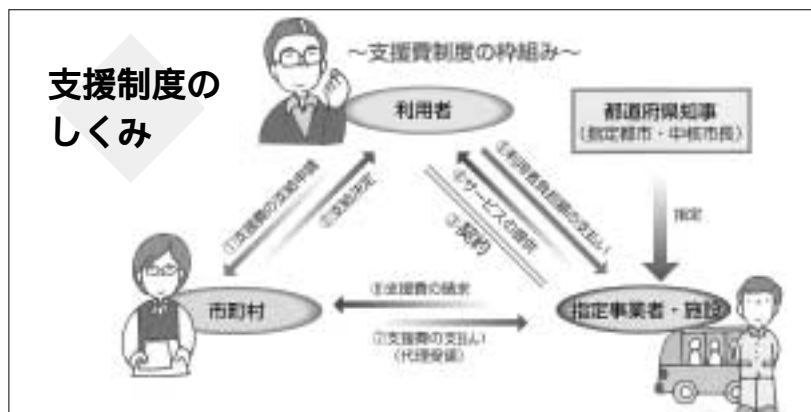 支援制度の
しくみ
～支援費制度の枠組み～
利用者
都道府県知事
(指定都市・中核市長)
①支援費の支給申請
②支給決定
③契約
④サービスの提供
⑤利用者負担額の支払い
指定
市町村
⑥支援費の請求
⑦支援費の支払い
(代理受領)
指定事業者・施設